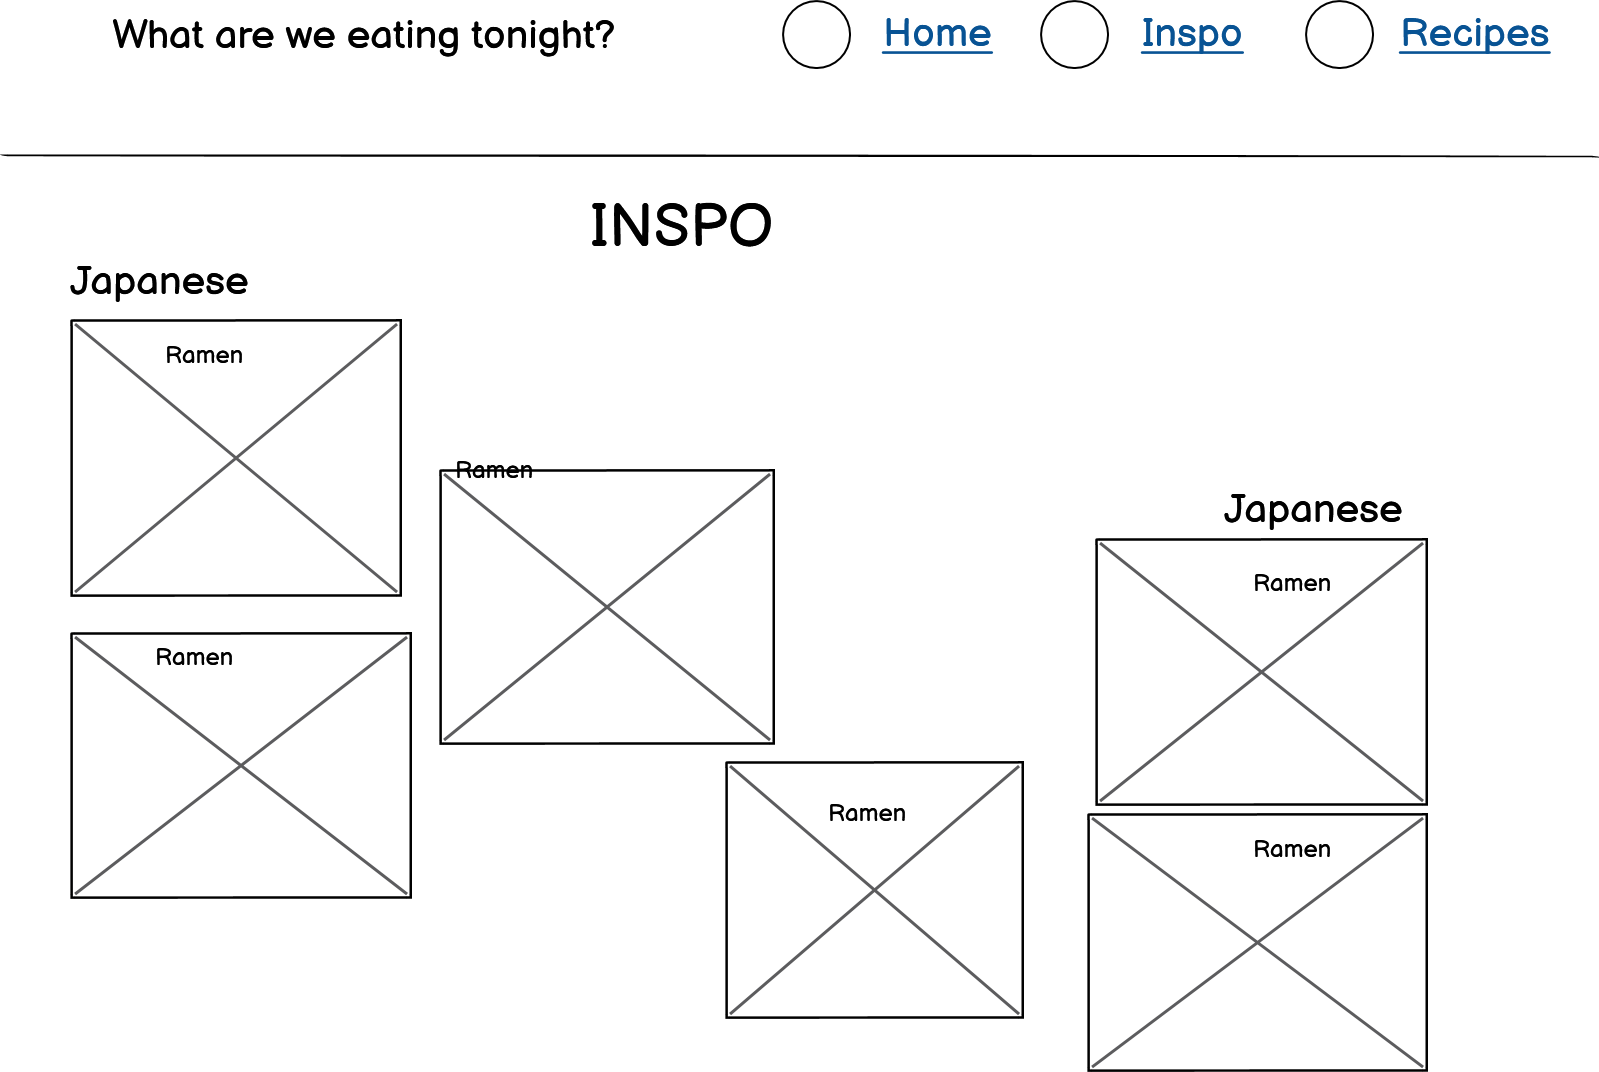 What are we eating tonight?
Home
Inspo
Recipes
INSPO
Japanese
Ramen
Ramen
Japanese
Ramen
Ramen
Ramen
Ramen